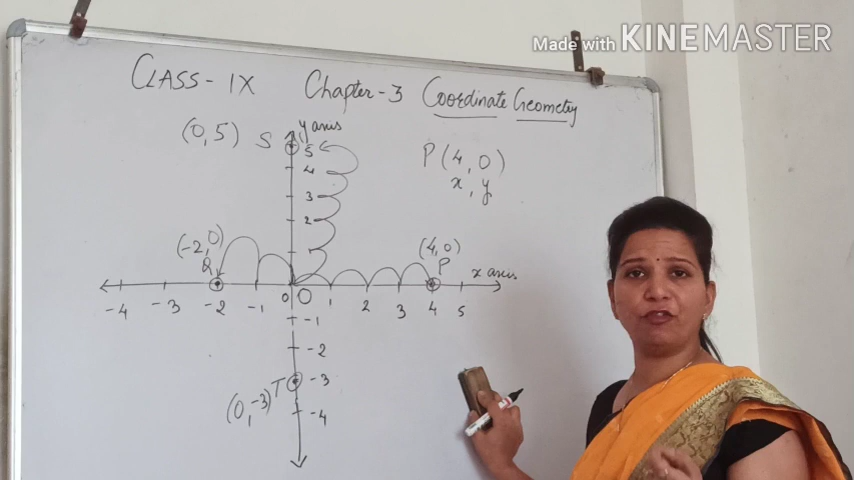 Made with KINEMASTER
CLASS - IX Chapter - 3 Coordinate Geometry
(0,5) S y axis
5
4
3
2
1
P(4,0)
x, y
(-2,0)
Q
(4,0)
P
x axis
-4 -3 -2 -1 0 O 1 2 3 4 5
-1
-2
T -3
(0,-3)
-4